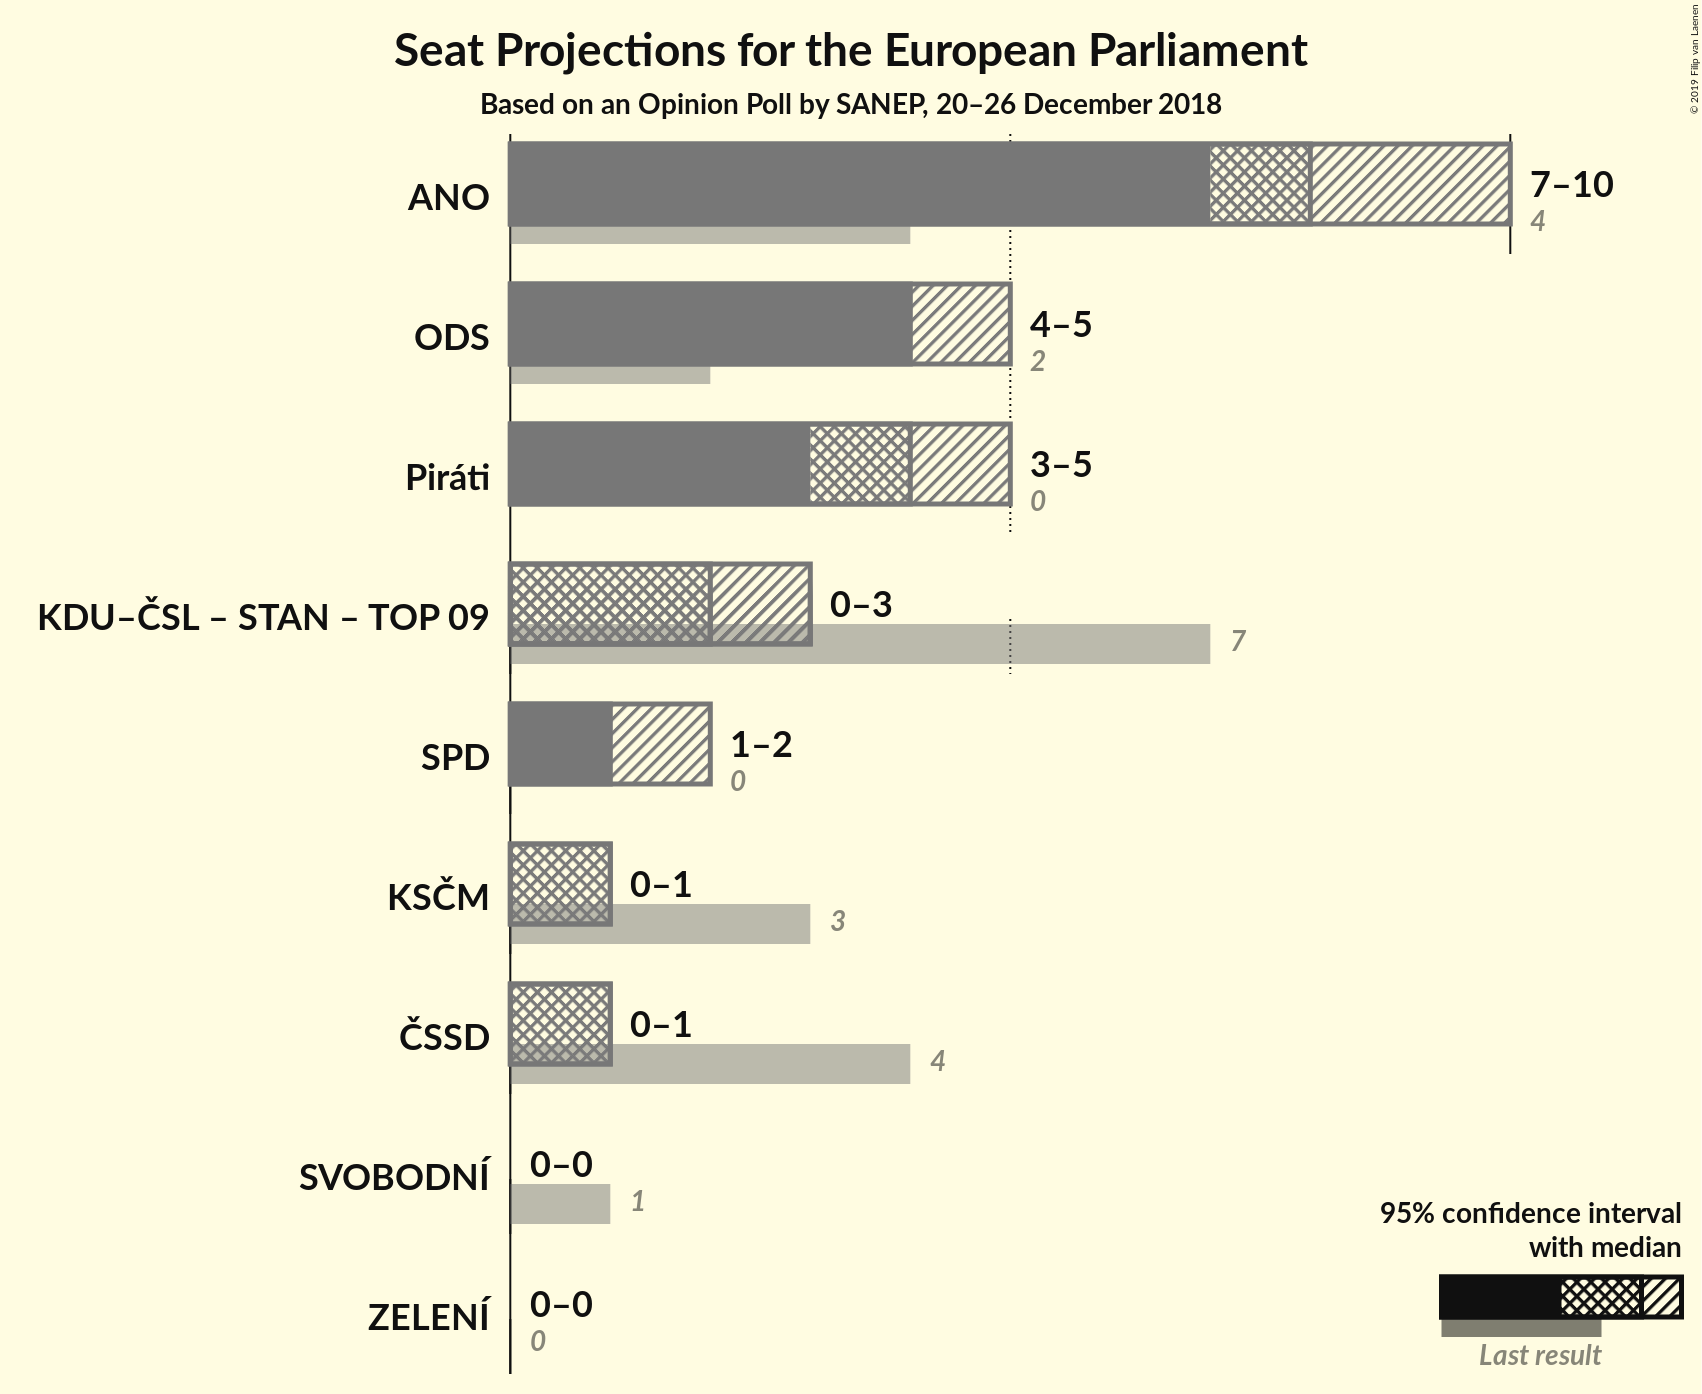 Seat Projections for the European Parliament
Based on an Opinion Poll by SANEP, 20–26 December 2018
© 2019 Filip van Laenen
ANO
7–10
4
ODS
4–5
2
Piráti
3–5
0
KDU–ČSL – STAN – TOP 09
0–3
7
SPD
1–2
0
KSČM
0–1
3
ČSSD
0–1
4
SVOBODNÍ
0–0
1
ZELENÍ
0–0
0
95% confidence interval
with median
Last result